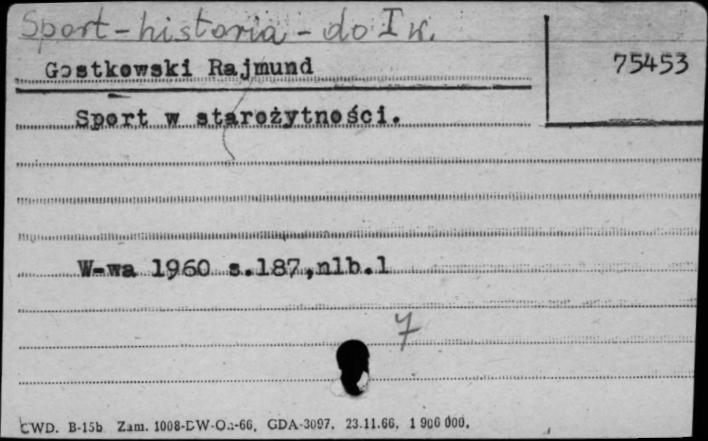 Sport - historia - do I w.
Gostkowski Rajmund
75453
Sport w starożytności.
W-wa 1960 s.187,nlb.1
7
CWD. B-15b Zam. 1008-DW-Oa-66. GDA-3097. 23.11.66. 1 906 000.